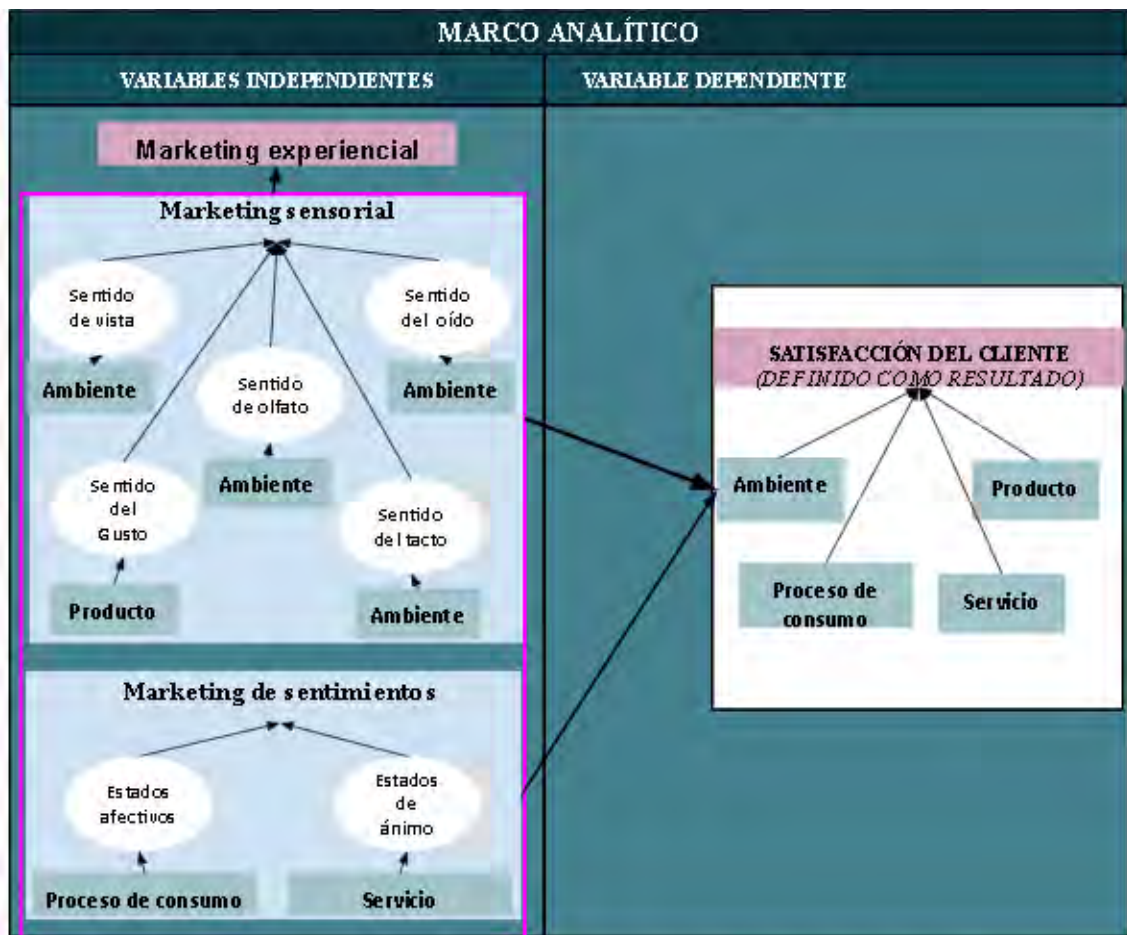 MARCO ANALÍTICO
VARIABLES INDEPENDIENTES
VARIABLE DEPENDIENTE
Marketing experiencial
Marketing sensorial
Sentido
de vista
Ambiente
Sentido
del oído
Ambiente
Sentido
de olfato
Ambiente
Sentido
del
Gusto
Producto
Sentido
del tacto
Ambiente
Marketing de sentimientos
Estados
afectivos
Proceso de consumo
Estados
de
ánimo
Servicio
SATISFACCIÓN DEL CLIENTE
(DEFINIDO COMO RESULTADO)
Ambiente
Producto
Proceso de
consumo
Servicio